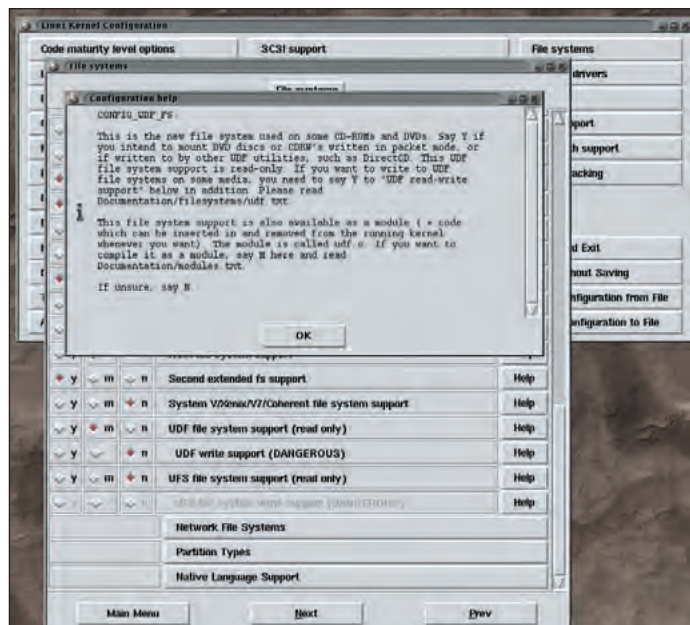 Linux Kernel Configuration
Code maturity level options
SCSI support
File systems
File systems
drivers
File systems
Configuration help
CONFIG_UDF_FS:
This is the new file system used on some CD-ROMs and DVDs. Say Y if
you intend to mount DVD discs or CDRW's written in packet mode, or
if written to by other UDF utilities, such as DirectCD. This UDF
file system support is read-only. If you want to write to UDF
file systems on some media, you need to say Y to "UDF read-write
support" below in addition. Please read
Documentation/filesystems/udf.txt.
This file system support is also available as a module ( = code
which can be inserted in and removed from the running kernel
whenever you want). The module is called udf.o. If you want to
compile it as a module, say M here and read
Documentation/modules.txt.
If unsure, say N.
OK
pport
h support
acking
d Exit
hout Saving
nfiguration from File
onfiguration to File
y m n Second extended fs support Help
y m n System V/Xenix/V7/Coherent file system support Help
y m n UDF file system support (read only) Help
y n UDF write support (DANGEROUS) Help
y m n UFS file system support (read only) Help
UFS file system write support (DANGEROUS) Help
Network File Systems
Partition Types
Native Language Support
Main Menu
Next
Prev